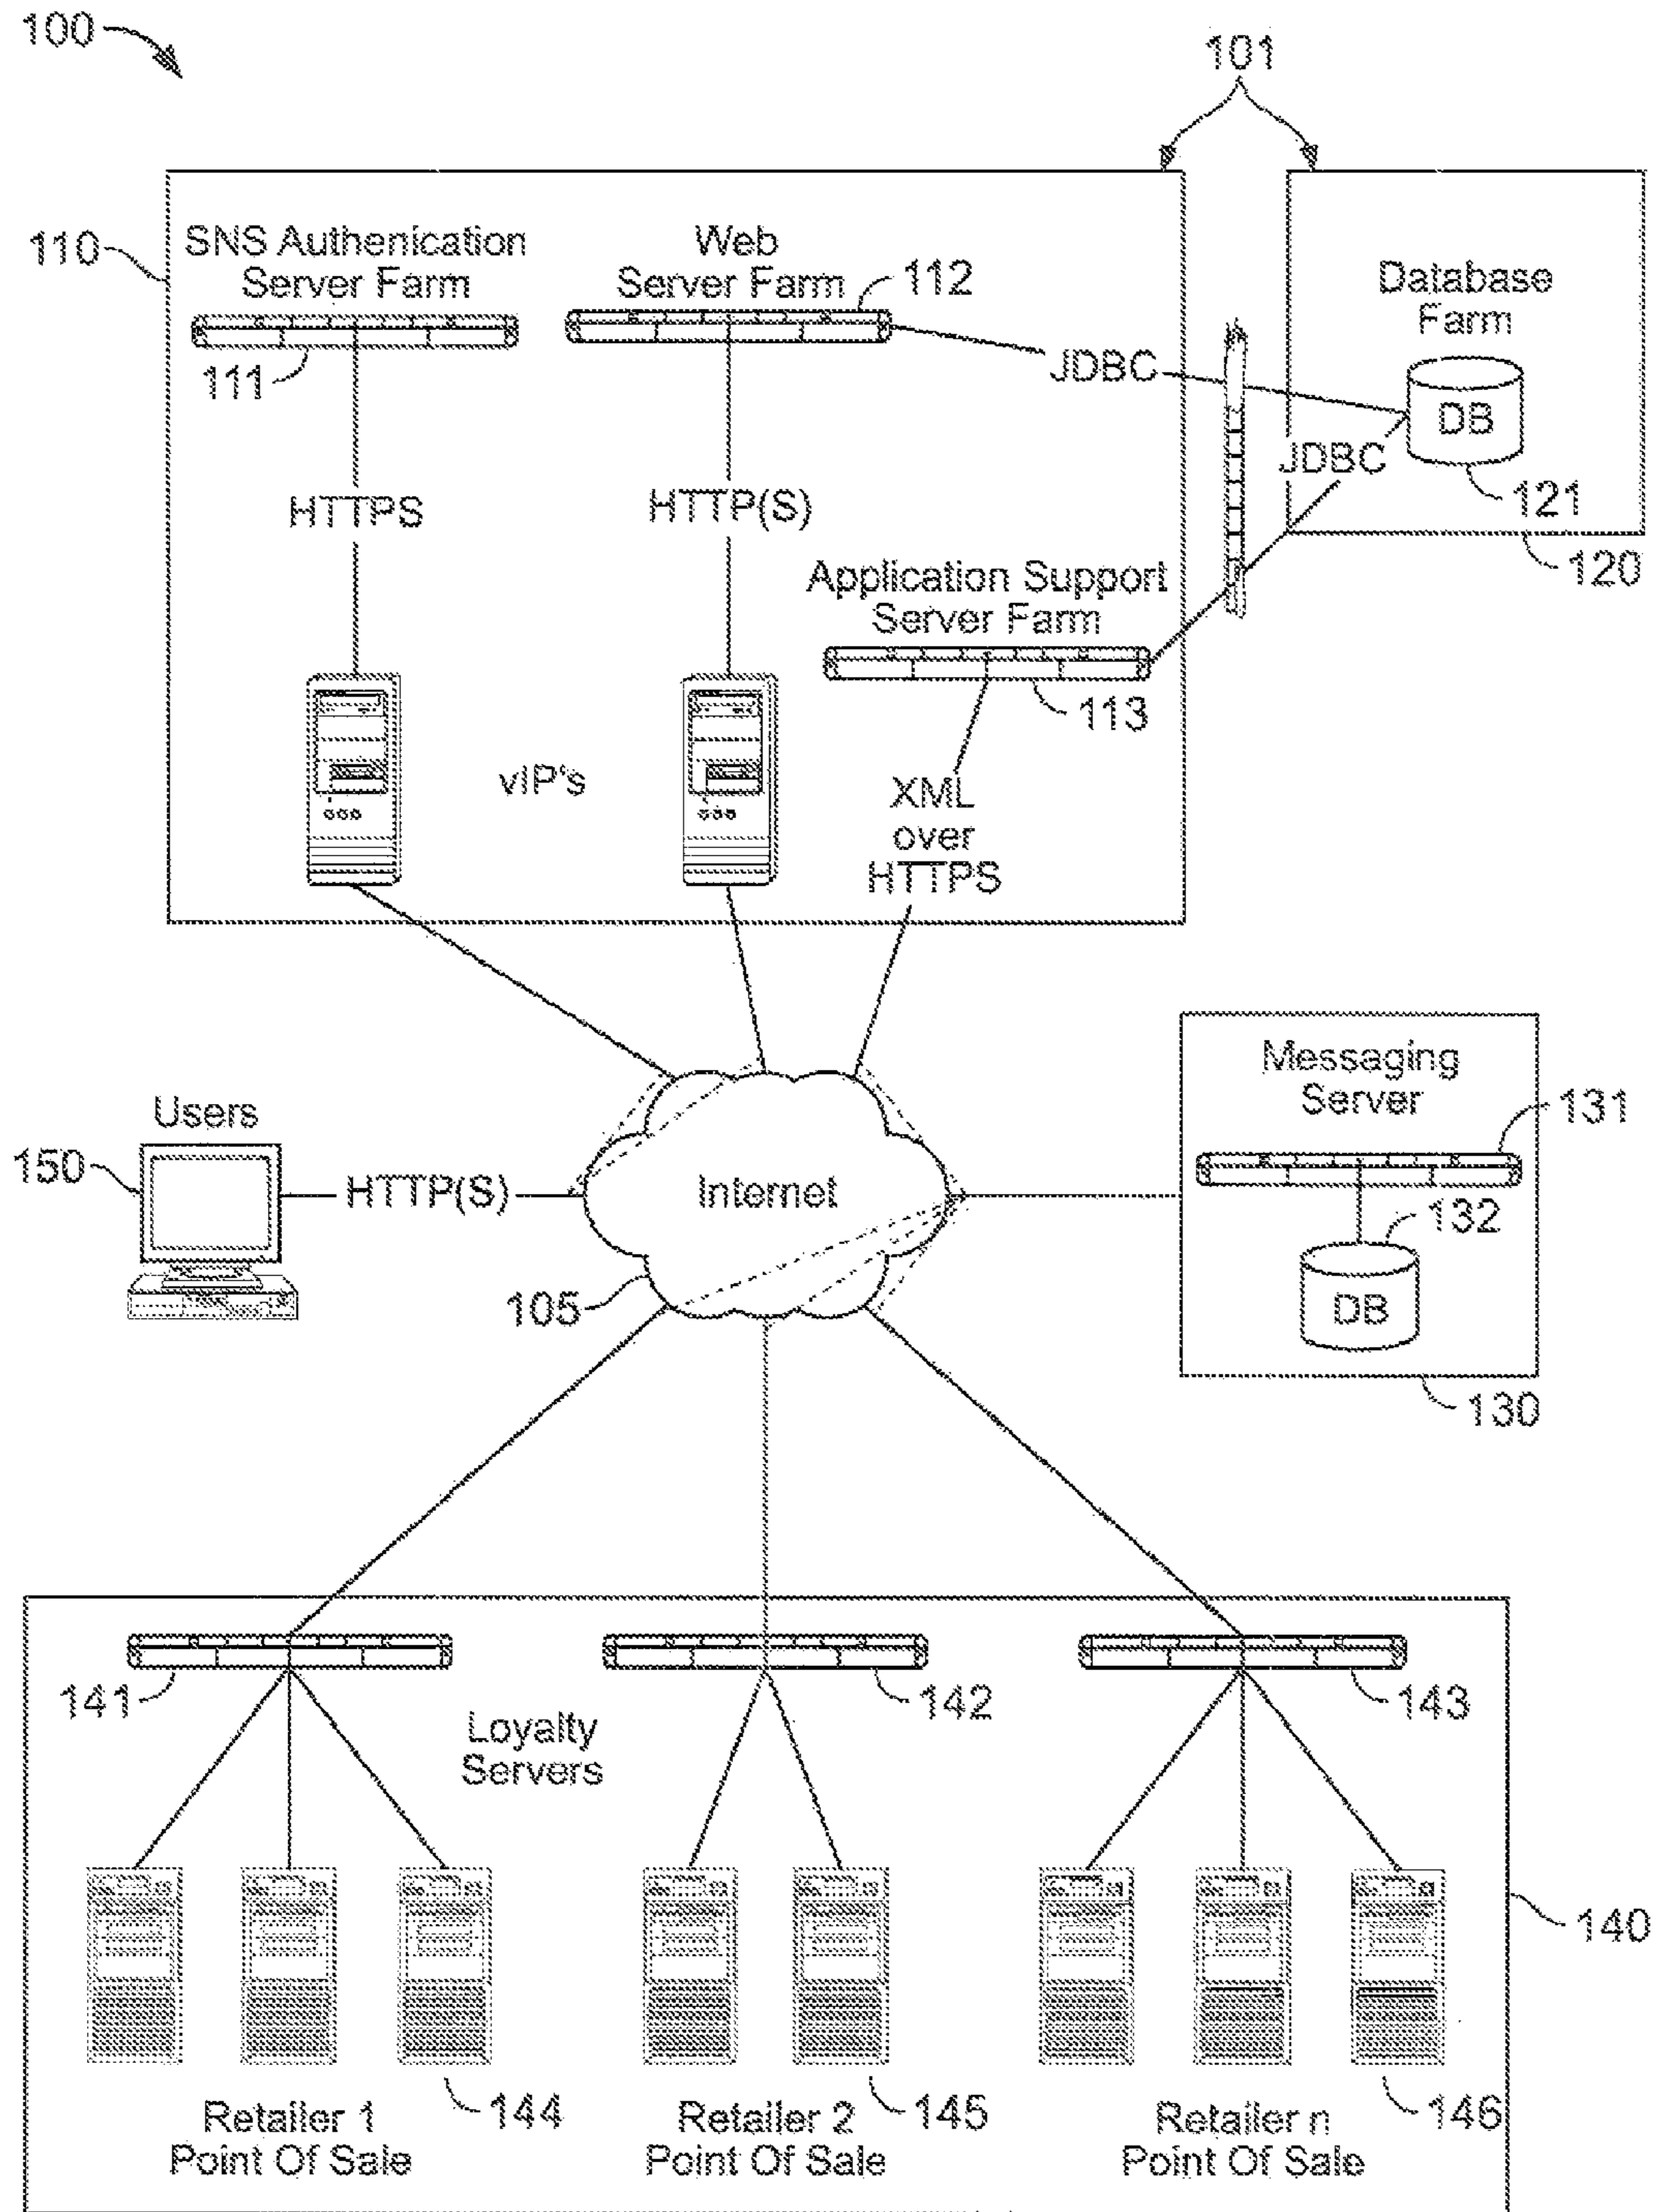 100
101
110
SNS Authenication
Server Farm
111
Web
Server Farm
112
Database
Farm
JDBC
DB
JDBC
121
120
HTTPS
HTTP(S)
Application Support
Server Farm
113
vIP's
XML
over
HTTPS
Users
150
HTTP(S)
Internet
105
Messaging
Server
131
132
DB
130
141
142
143
Loyalty
Servers
140
144
145
146
Retailer 1
Point Of Sale
Retailer 2
Point Of Sale
Retailer n
Point Of Sale